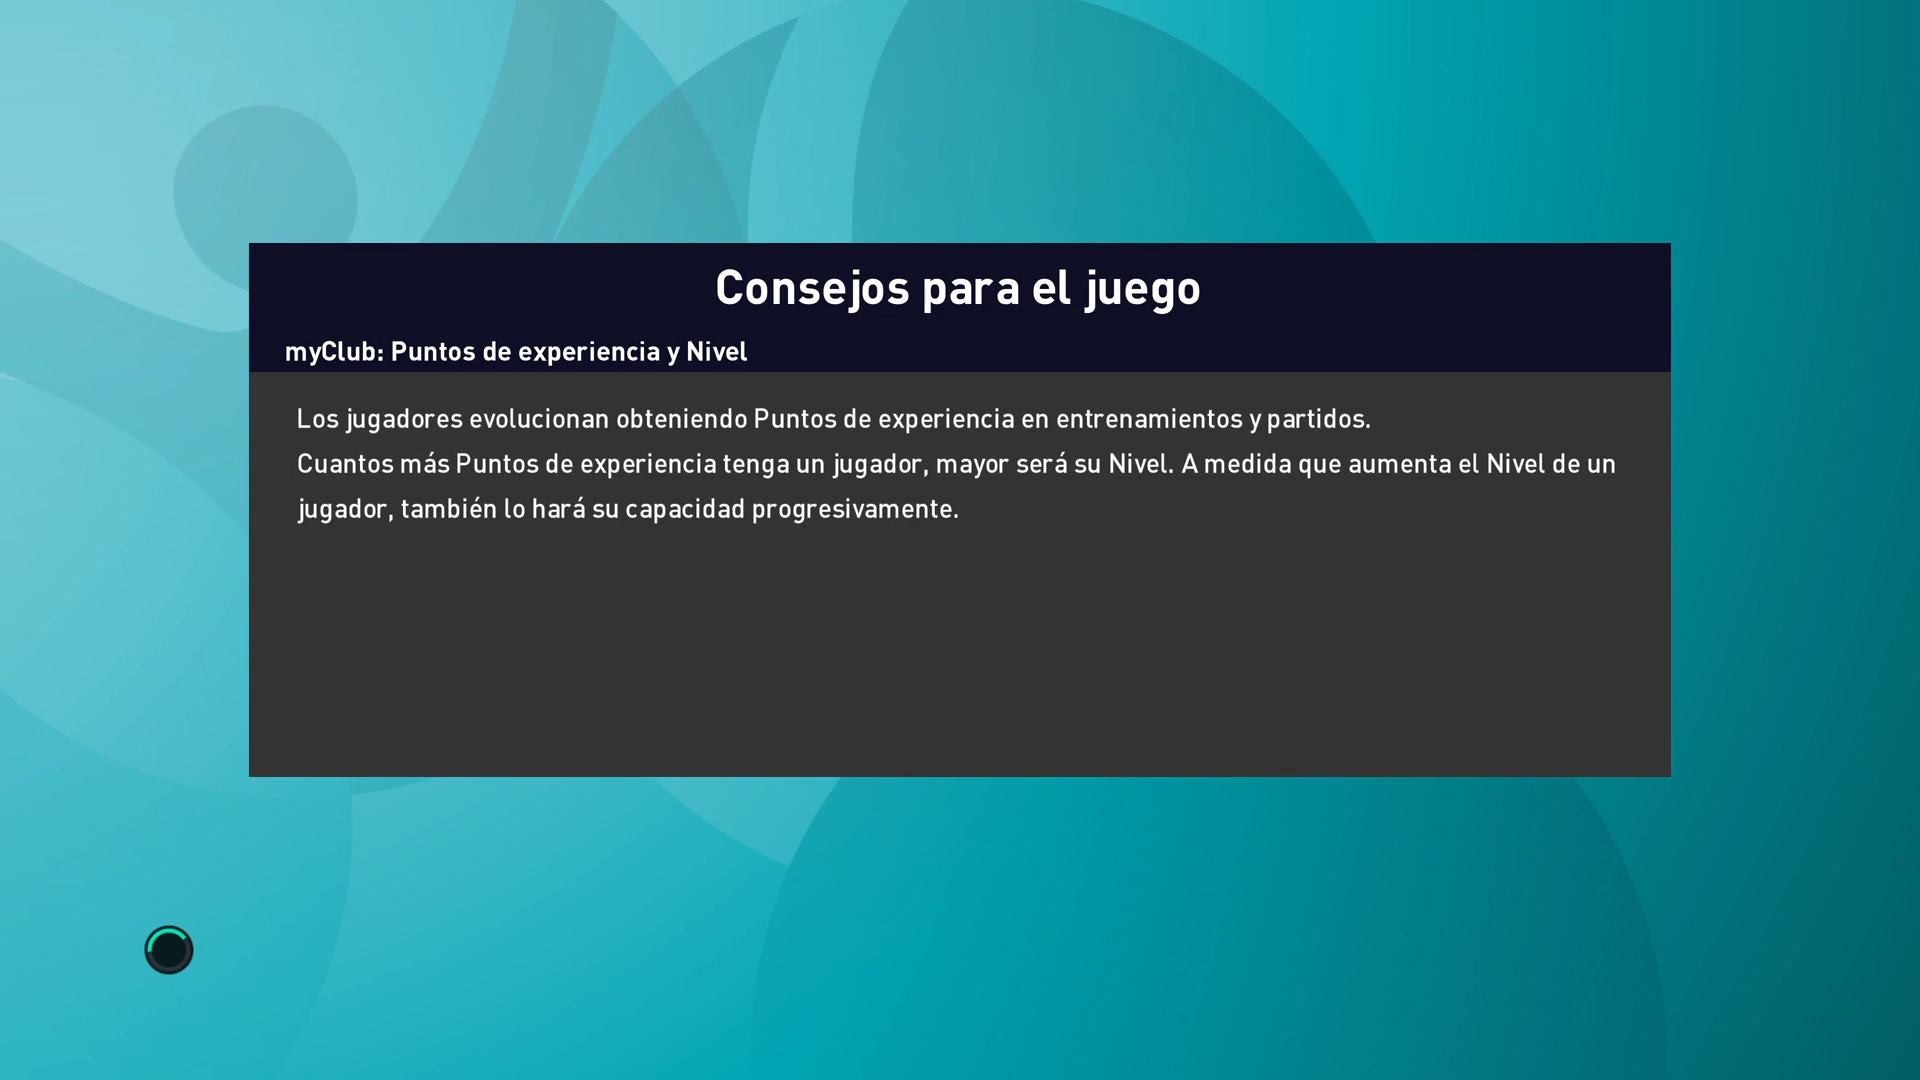 Consejos para el juego
myClub: Puntos de experiencia y Nivel
Los jugadores evolucionan obteniendo Puntos de experiencia en entrenamientos y partidos.
Cuantos más Puntos de experiencia tenga un jugador, mayor será su Nivel. A medida que aumenta el Nivel de un
jugador, también lo hará su capacidad progresivamente.